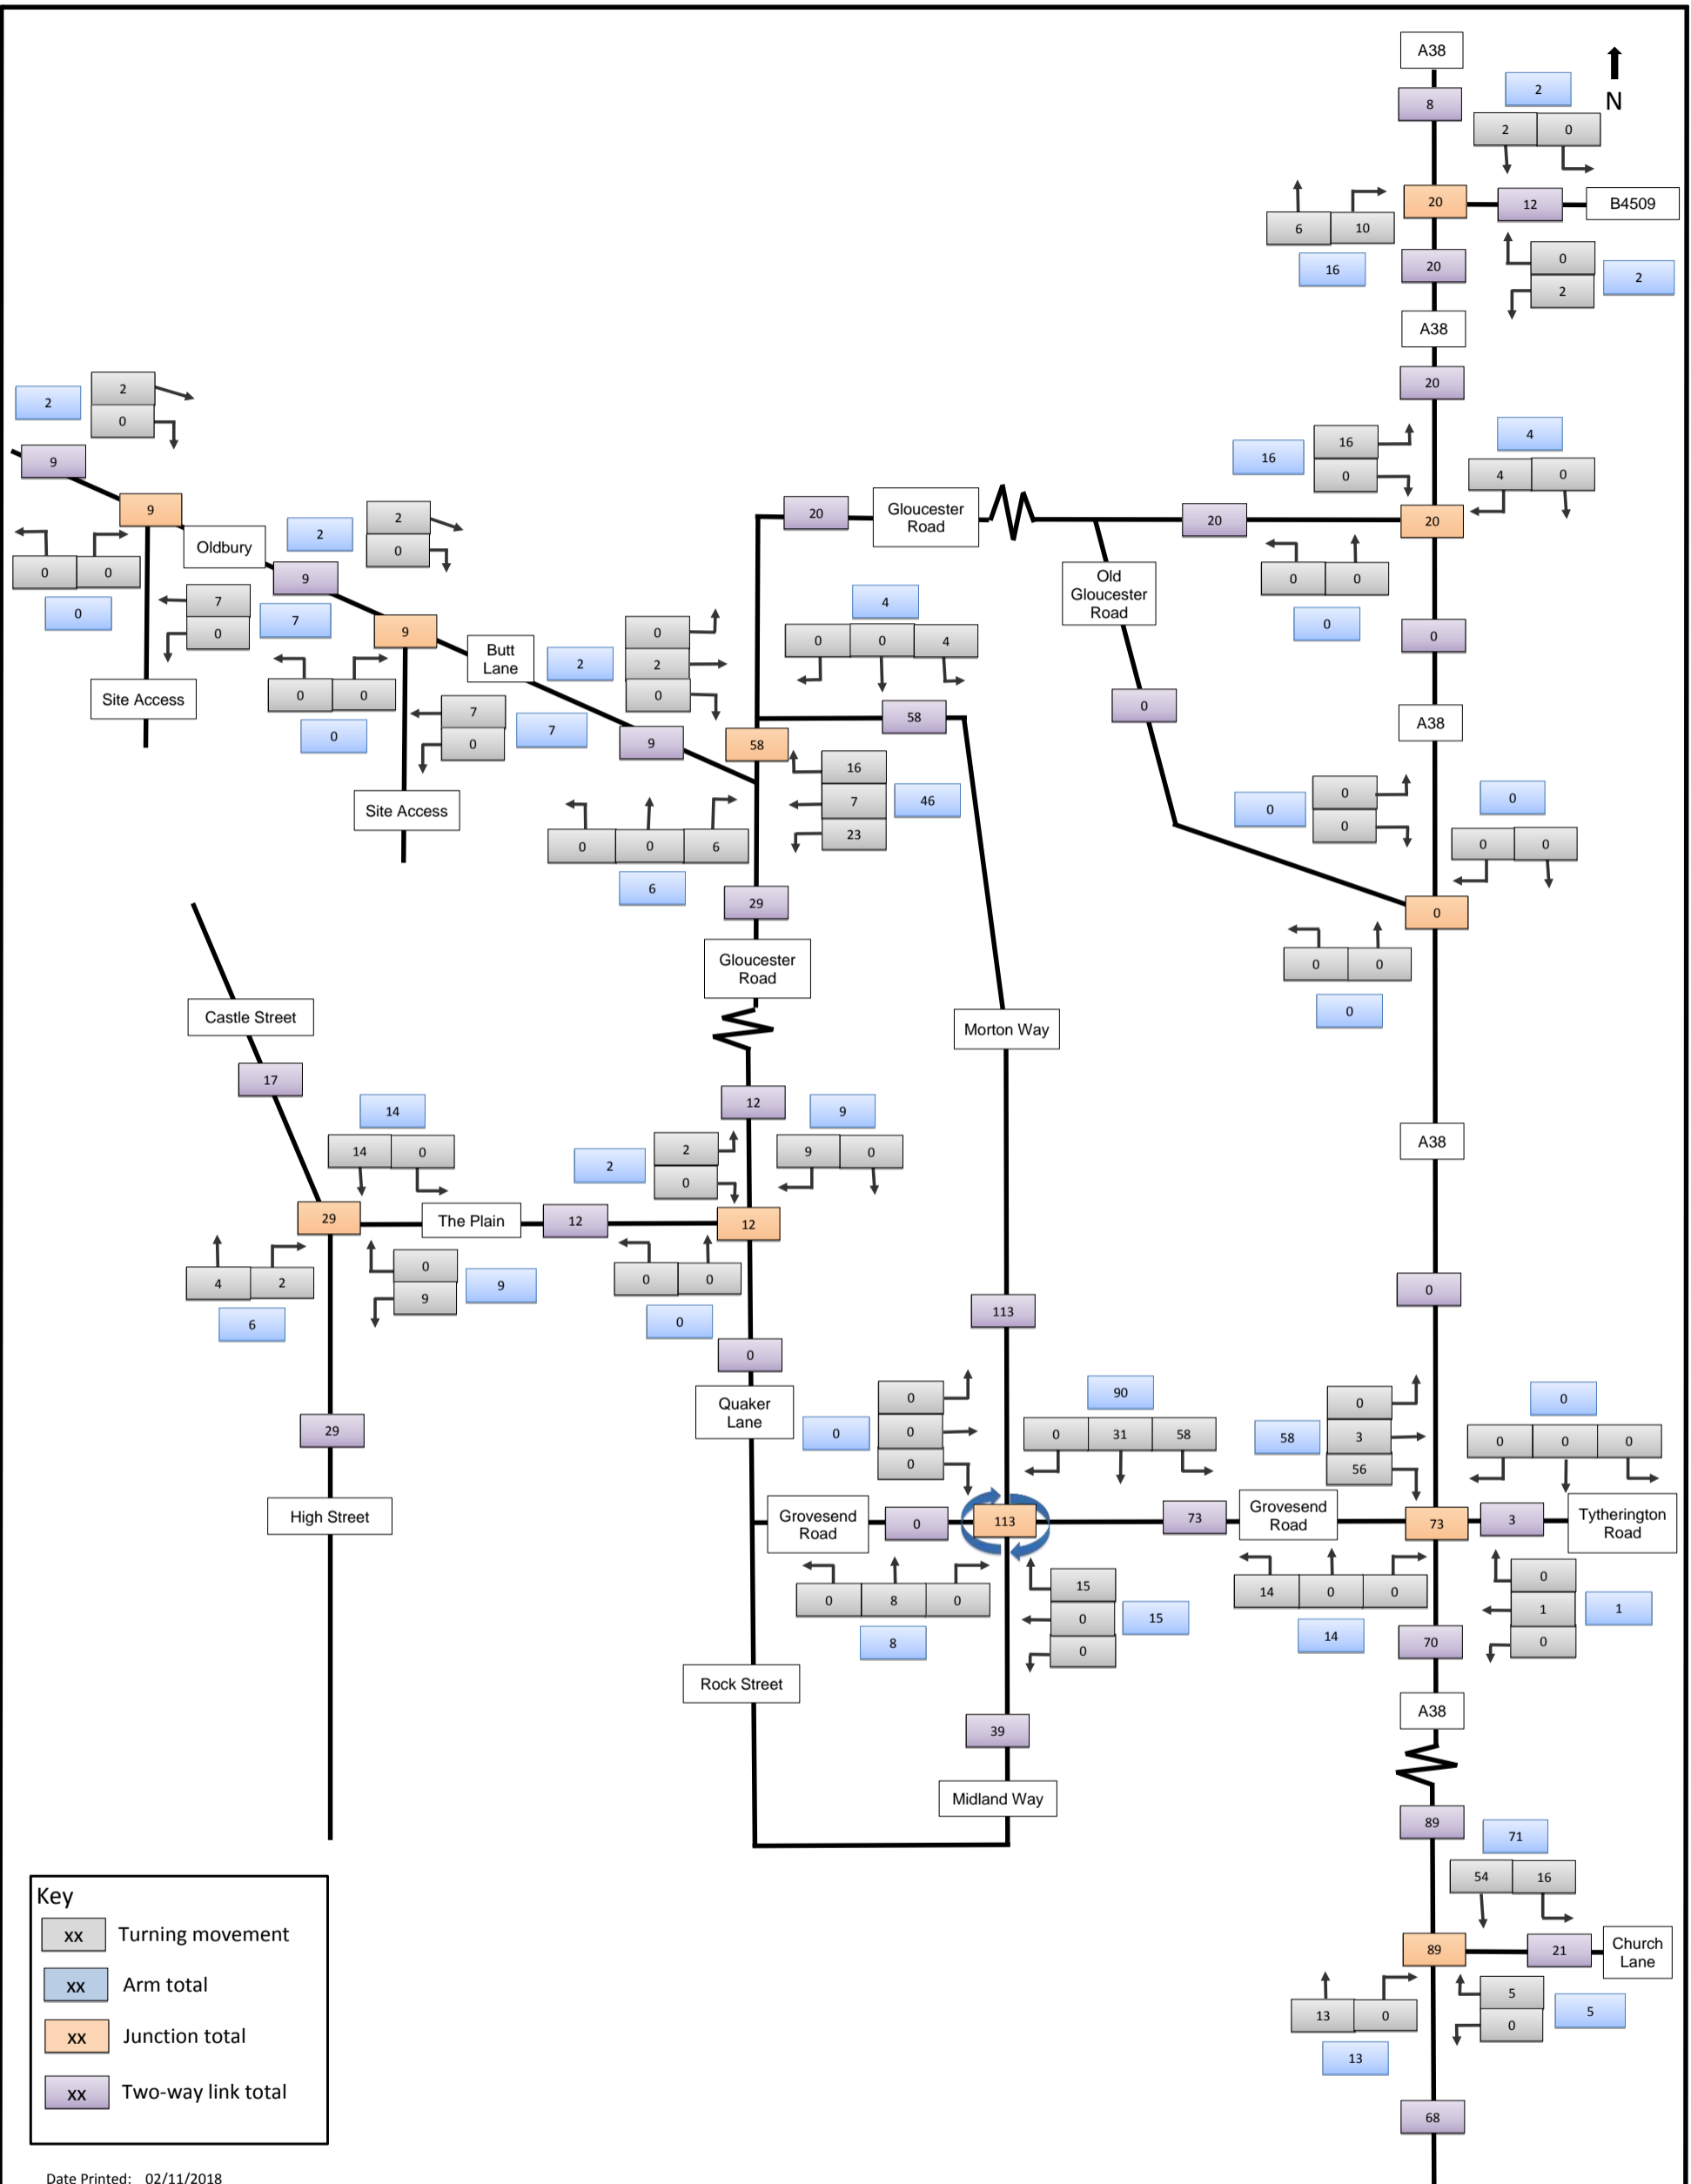 A38
8
2
N
2 0
20
12
B4509
6 10
16
20
0
2
2
A38
20
2
2
0
9
9
Oldbury
0 0
0
7
0
7
Site Access
2
2
0
9
9
Butt
Lane
0 0
0
7
0
7
Site Access
20
Gloucester
Road
20
16
16
0
4
4 0
20
0 0
0
Old
Gloucester
Road
0
0
A38
2
0
2
0
4
0 0 4
58
9
58
16
7
23
46
0 0 6
6
29
Gloucester
Road
0
0
0
0
0 0
0
0 0
0
Castle Street
17
14
14 0
29
The Plain
12
4 2
6
0
9
9
29
High Street
Morton Way
12
2
2
0
9
9 0
12
0 0
0
0
Quaker
Lane
A38
113
0
0
0
0
0
90
0 31 58
58
0
3
56
0
0 0 0
Grovesend
Road
0
113
73
Grovesend
Road
73
3
Tytherington
Road
0 8 0
8
15
0
0
15
14 0 0
14
0
1
0
1
70
Rock Street
A38
39
Midland Way
89
71
54 16
89
21
Church
Lane
13 0
13
5
0
5
68
Key
xx Turning movement
xx Arm total
xx Junction total
xx Two-way link total
Date Printed: 02/11/2018